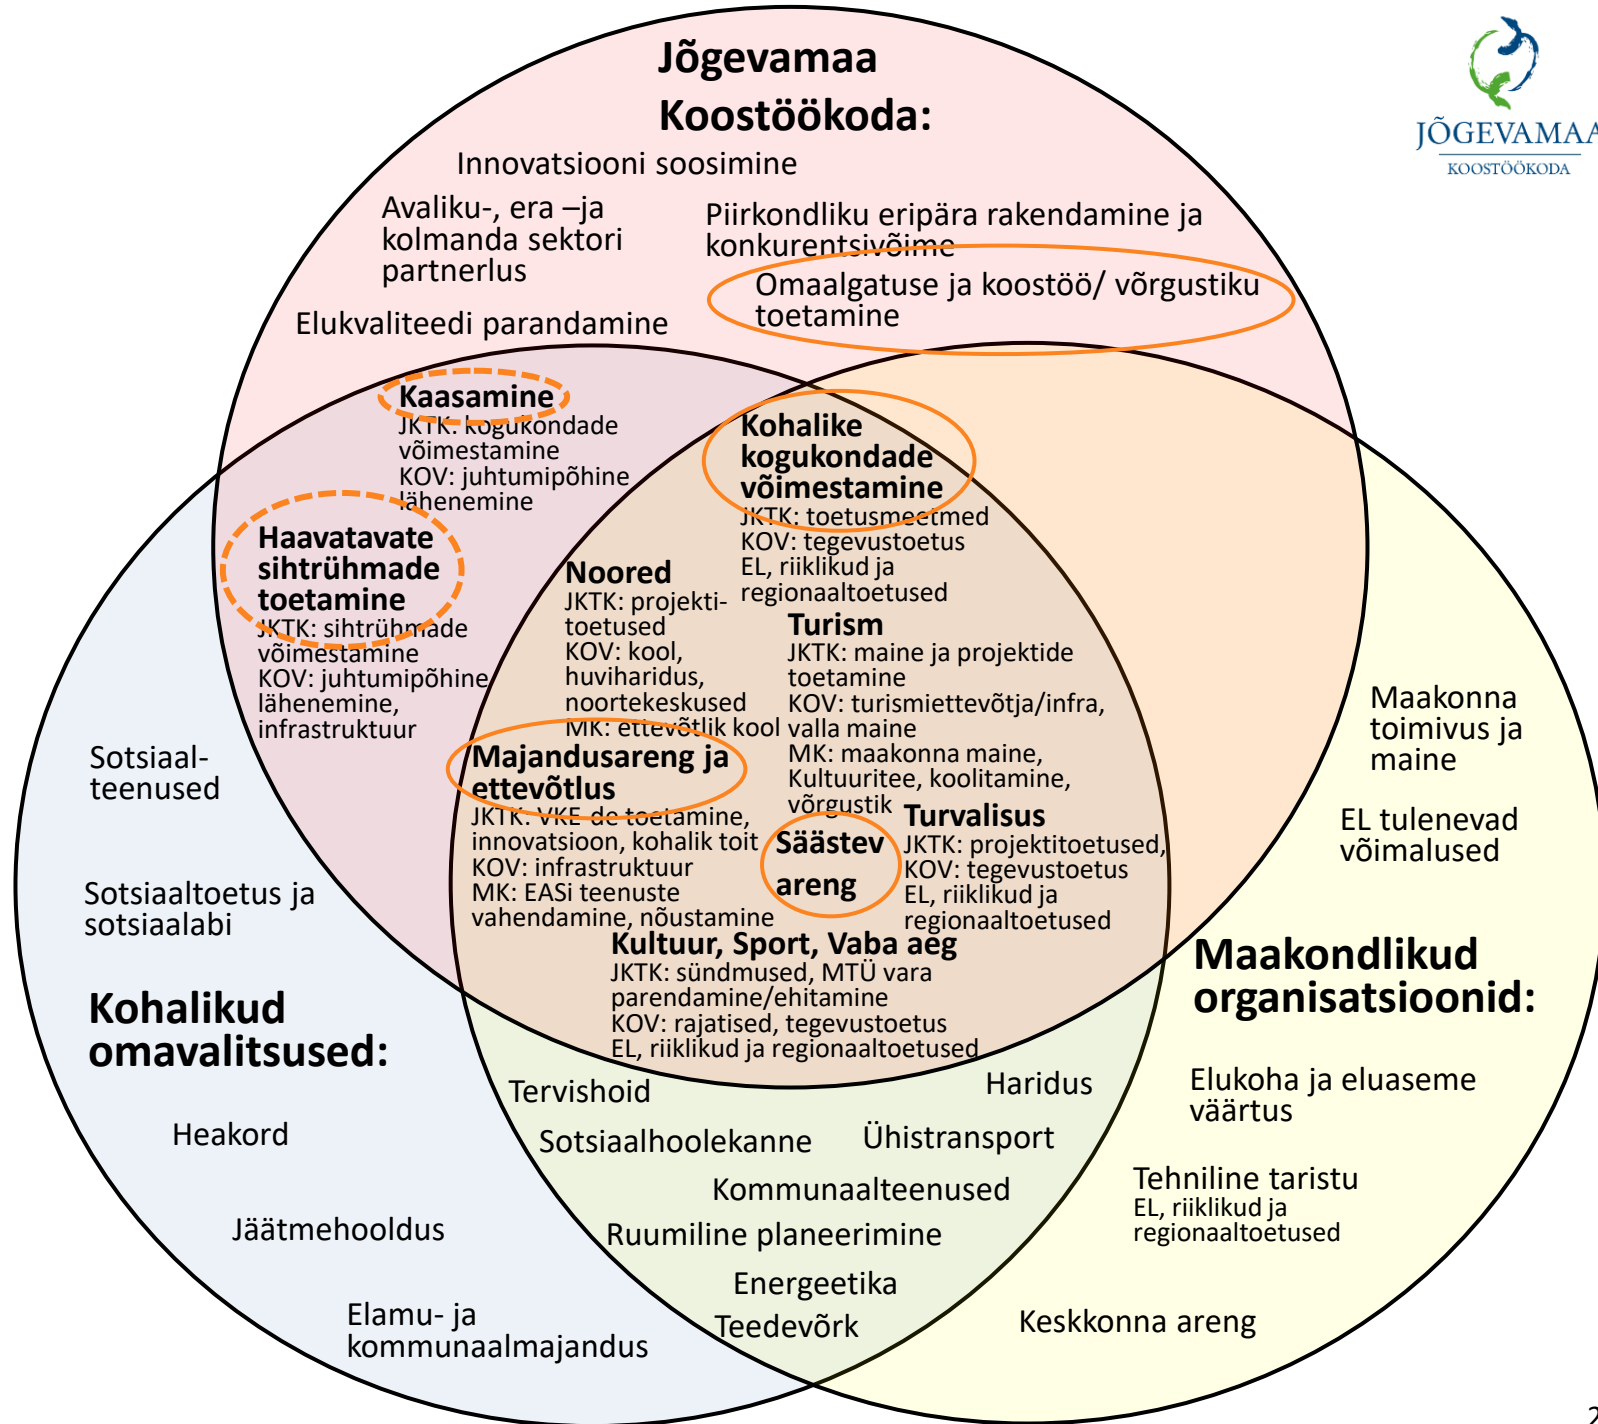 Jõgevamaa
Koostöökoda:
JÕGEVAMAA
KOOSTÖÖKODA
Innovatsiooni soosimine
Avaliku-, era –ja
kolmanda sektori
partnerlus
Piirkondliku eripära rakendamine ja
konkurentsivõime
Omaalgatuse ja koostöö/ võrgustiku
toetamine
Elukvaliteedi parandamine
Kaasamine
JKTK: kogukondade
võimestamine
KOV: juhtumipõhine
lähenemine
Kohalike
kogukondade
võimestamine
JKTK: toetusmeetmed
KOV: tegevustoetus
EL, riiklikud ja
regionaaltoetused
Haavatavate
sihtrühmade
toetamine
JKTK: sihtrühmade
võimestamine
KOV: juhtumipõhine
lähenemine,
infrastruktuur
Noored
JKTK: projekti-
toetused
KOV: kool,
huviharidus,
noortekeskused
MK: ettevõtlik kool
Turism
JKTK: maine ja projektide
toetamine
KOV: turismiettevõtja/infra,
valla maine
MK: maakonna maine,
Kultuuritee, koolitamine,
võrgustik
Majandusareng ja
ettevõtlus
JKTK: VKE-de toetamine,
innovatsioon, kohalik toit
KOV: infrastruktuur
MK: EASi teenuste
vahendamine, nõustamine
Säästev
areng
Turvalisus
JKTK: projektitoetused,
KOV: tegevustoetus
EL, riiklikud ja
regionaaltoetused
Kultuur, Sport, Vaba aeg
JKTK: sündmused, MTÜ vara
parendamine/ehitamine
KOV: rajatised, tegevustoetus
EL, riiklikud ja regionaaltoetused
Sotsiaal-
teenused
Sotsiaaltoetus ja
sotsiaalabi
Kohalikud
omavalitsused:
Heakord
Jäätmehooldus
Elamu- ja
kommunaalmajandus
Tervishoid
Haridus
Sotsiaalhoolekanne
Ühistransport
Kommunaalteenused
Ruumiline planeerimine
Energeetika
Teedevõrk
Maakonna
toimivus ja
maine
EL tulenevad
võimalused
Maakondlikud
organisatsioonid:
Elukoha ja eluaseme
väärtus
Tehniline taristu
EL, riiklikud ja
regionaaltoetused
Keskkonna areng
2